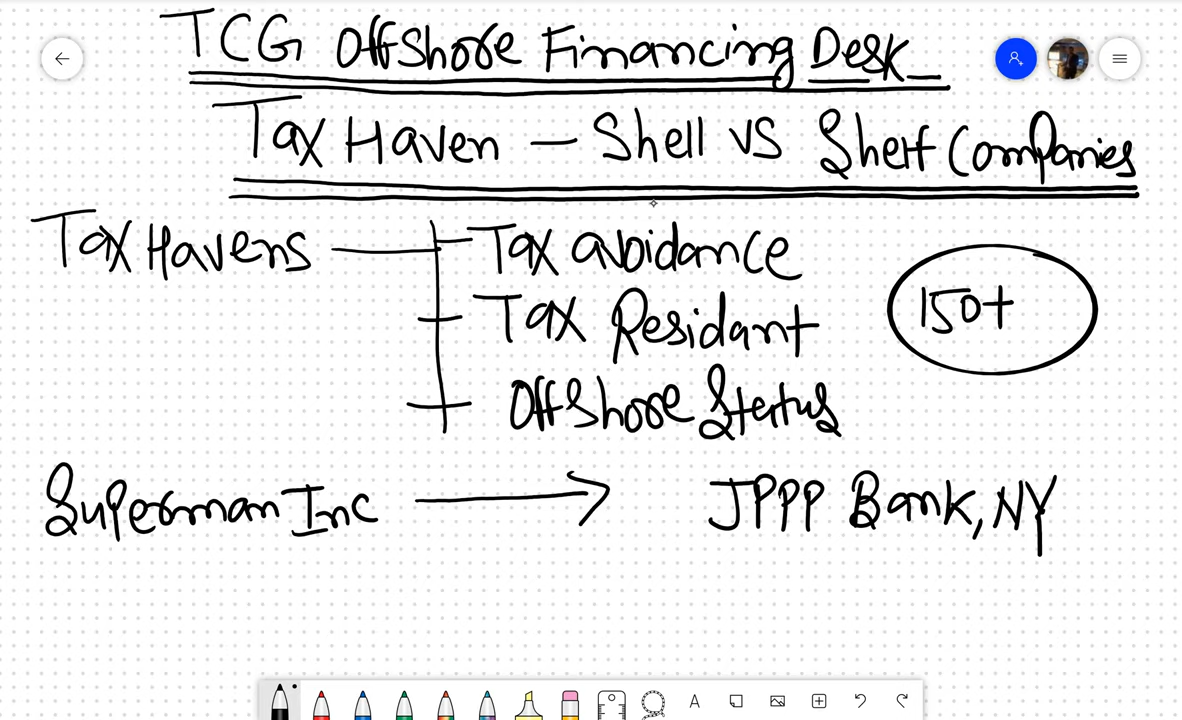 TCG Offshore Financing Desk
Tax Haven - Shell vs Shelf Companies
Tax Havens
Tax avoidance
Tax Residant
150+
Offshore Status
Superman Inc → JPPP Bank, NY
A